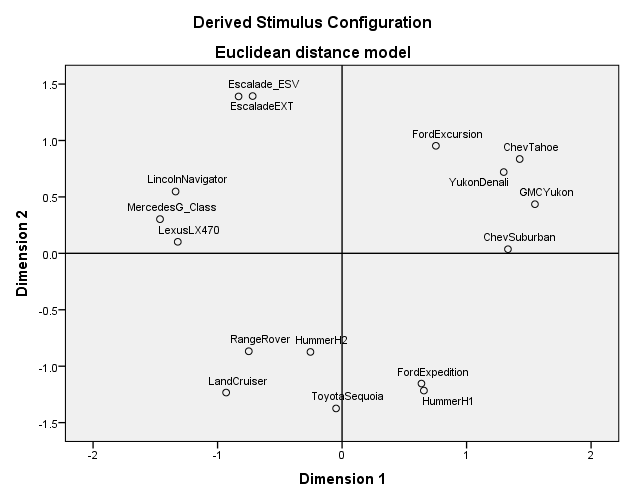 Derived Stimulus Configuration
Euclidean distance model
Escalade_ESV
EscaladeEXT
FordExcursion
ChevTahoe
YukonDenali
GMCYukon
LincolnNavigator
MercedesG_Class
LexusLX470
ChevSuburban
RangeRover
HummerH2
LandCruiser
ToyotaSequoia
FordExpedition
HummerH1
Dimension 2
1.5
1.0
0.5
0.0
-0.5
-1.0
-1.5
-2 -1 0 1 2
Dimension 1